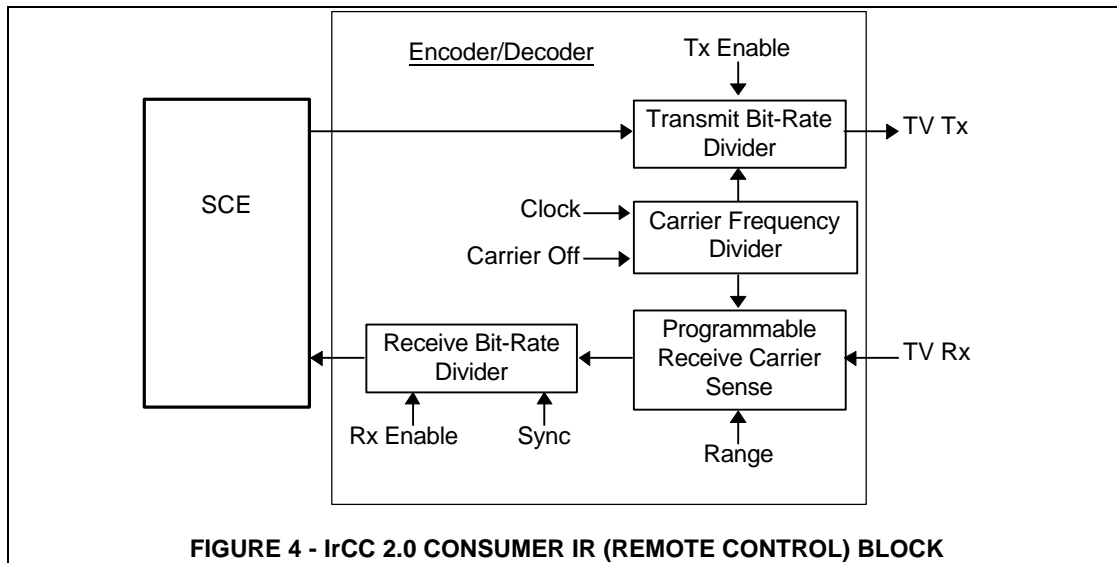 Encoder/Decoder
Tx Enable
Transmit Bit-Rate
Divider
TV Tx
SCE
Clock
Carrier Off
Carrier Frequency
Divider
Receive Bit-Rate
Divider
Programmable
Receive Carrier
Sense
TV Rx
Rx Enable
Sync
Range
FIGURE 4 - IrCC 2.0 CONSUMER IR (REMOTE CONTROL) BLOCK